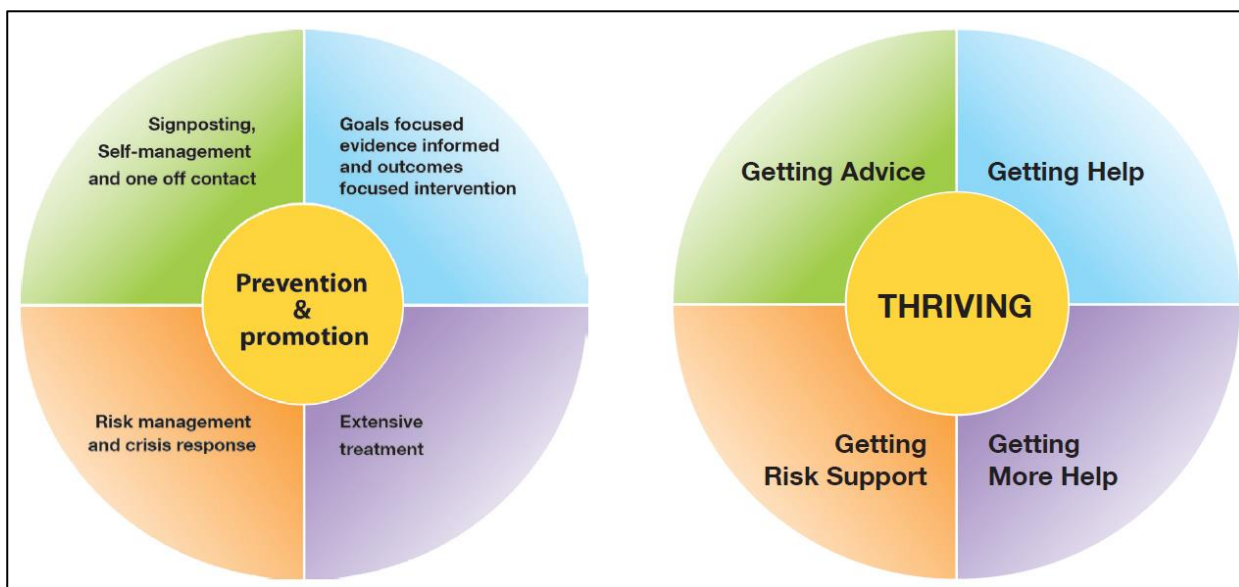 Signposting,
Self-management
and one off contact
Goals focused
evidence informed
and outcomes
focused intervention
Prevention
&
promotion
Risk management
and crisis response
Extensive
treatment
Getting Advice
Getting Help
THRIVING
Getting
Risk Support
Getting
More Help